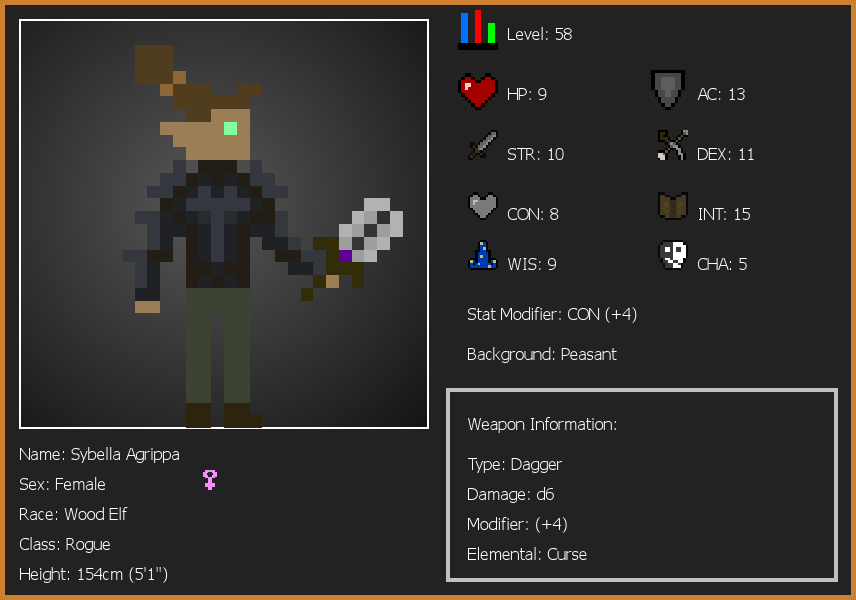 Level: 58
HP: 9
AC: 13
STR: 10
DEX: 11
CON: 8
INT: 15
WIS: 9
CHA: 5
Stat Modifier: CON (+4)
Background: Peasant
Weapon Information:
Type: Dagger
Damage: d6
Modifier: (+4)
Elemental: Curse
Name: Sybella Agrippa
Sex: Female
Race: Wood Elf
Class: Rogue
Height: 154cm (5'1")